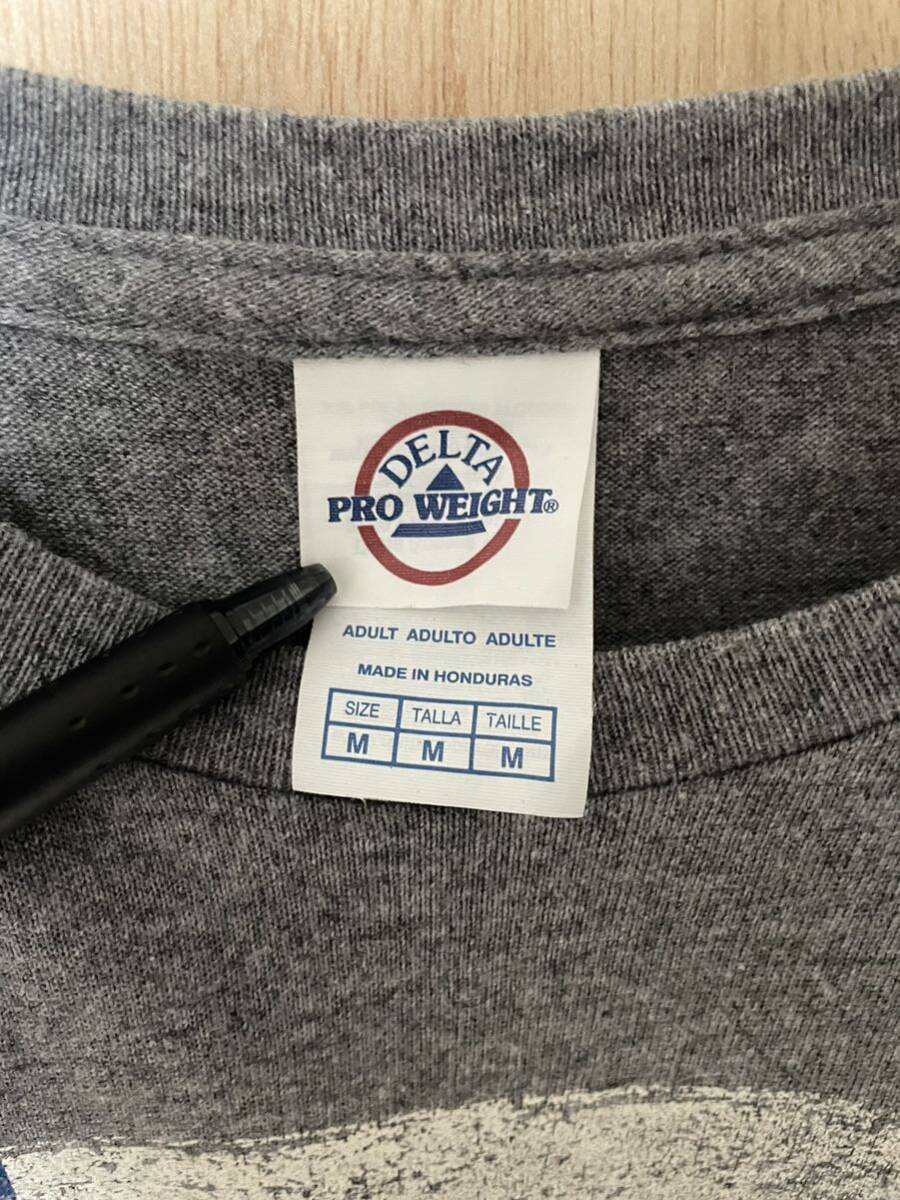 DELTA
PRO WEIGHT®
ADULT ADULTO ADULTE
MADE IN HONDURAS
SIZE TALLA TAILLE
M M M